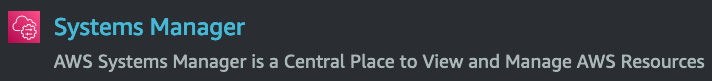 Systems Manager
AWS Systems Manager is a Central Place to View and Manage AWS Resources